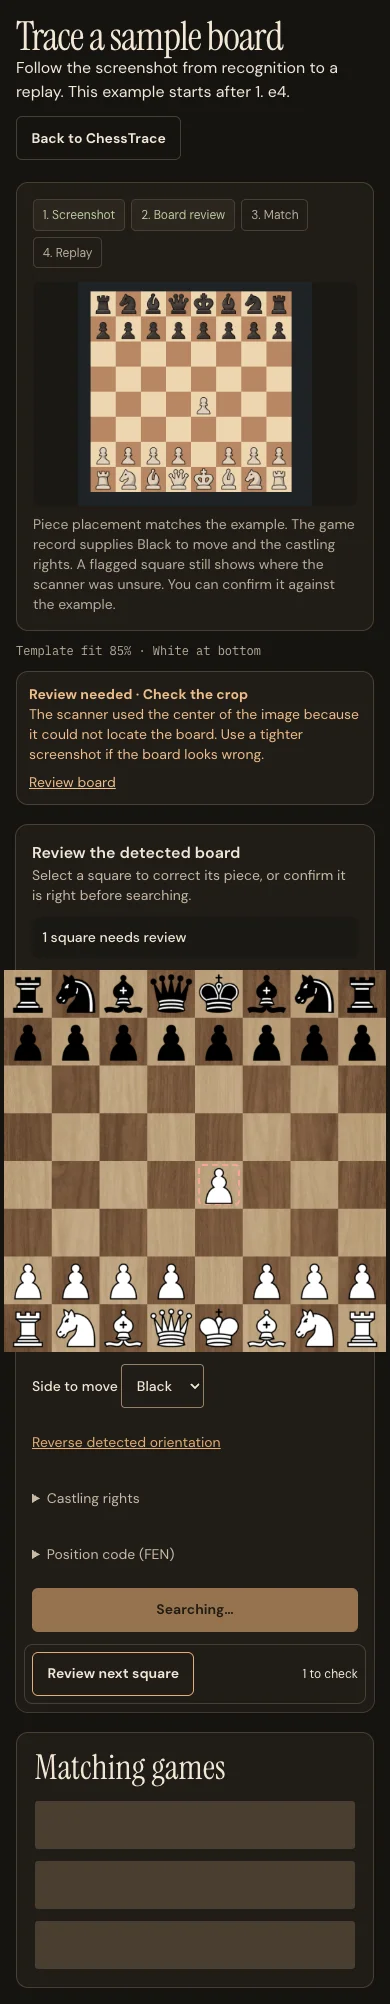 Trace a sample board
Follow the screenshot from recognition to a
replay. This example starts after 1. e4.
Back to ChessTrace
1. Screenshot
2. Board review
3. Match
4. Replay
Piece placement matches the example. The game
record supplies Black to move and the castling
rights. A flagged square still shows where the
scanner was unsure. You can confirm it against
the example.
Template fit 85% · White at bottom
Review needed · Check the crop
The scanner used the center of the image because
it could not locate the board. Use a tighter
screenshot if the board looks wrong.
Review board
Review the detected board
Select a square to correct its piece, or confirm it
is right before searching.
1 square needs review
Side to move Black
Reverse detected orientation
Castling rights
Position code (FEN)
Searching…
Review next square
1 to check
Matching games